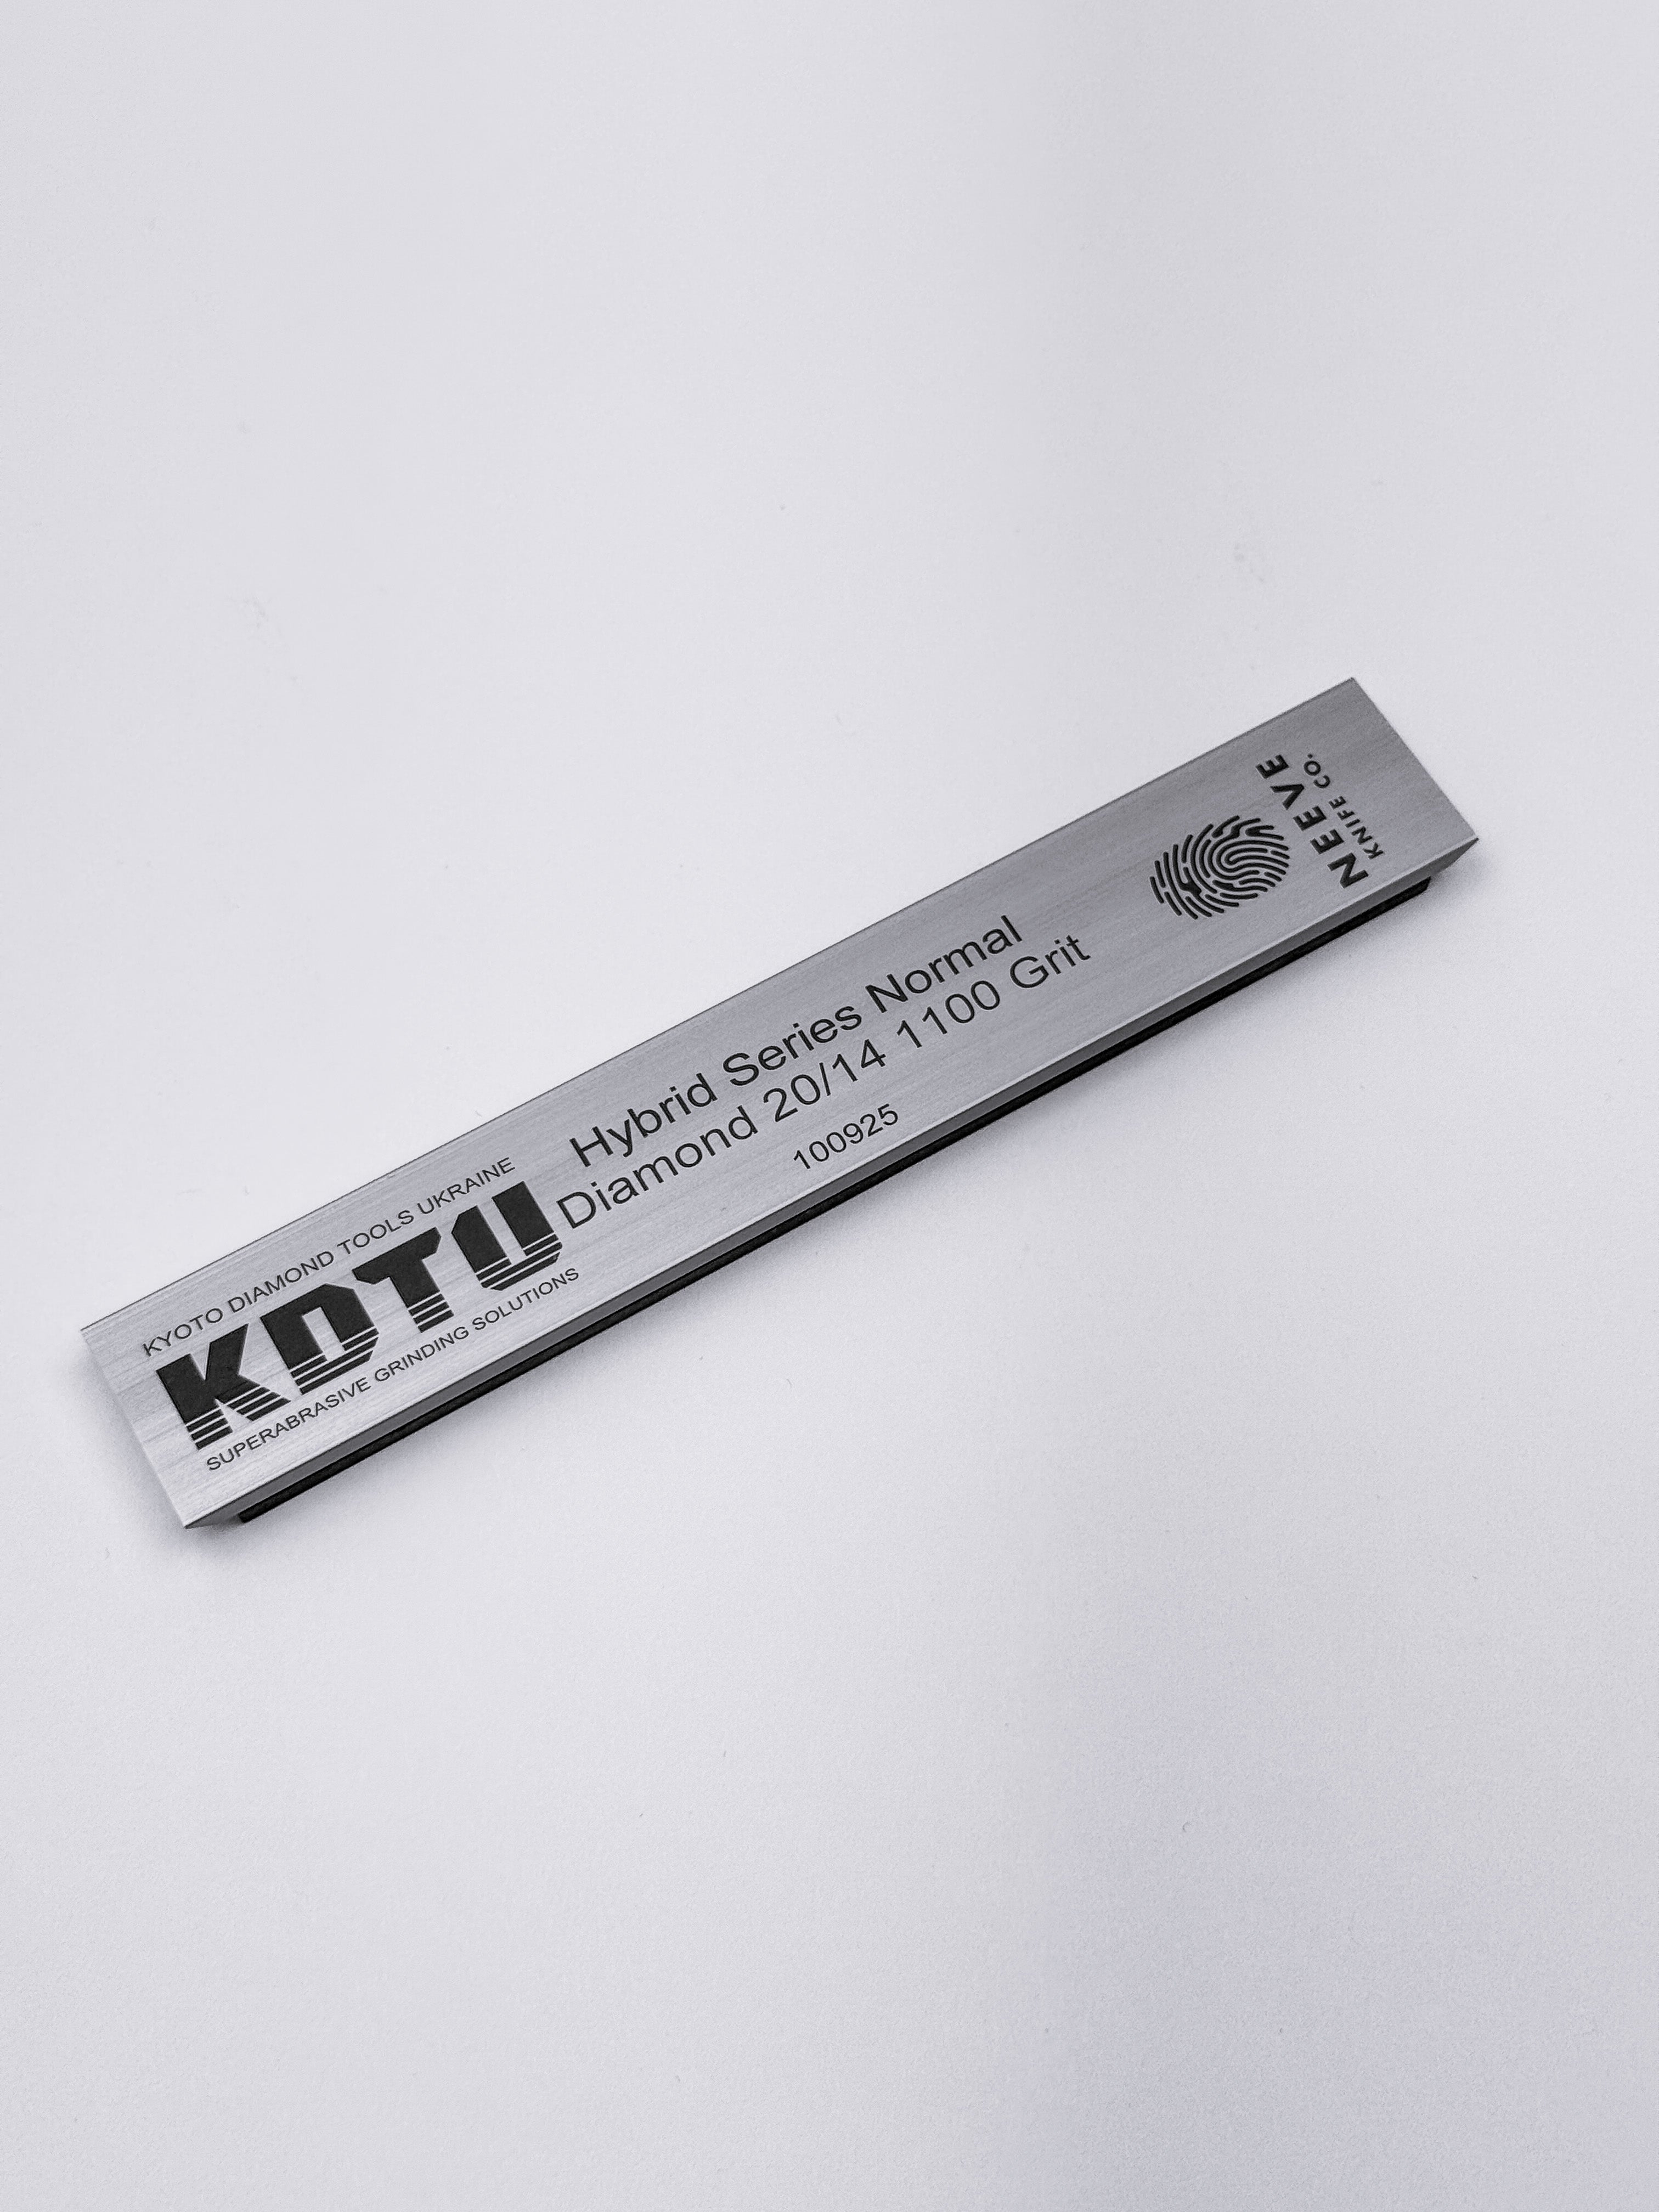 KYOTO DIAMOND TOOLS UKRAINE
KDTU
SUPERABRASIVE GRINDING SOLUTIONS
Hybrid Series Normal
Diamond 20/14 1100 Grit
100925
NEEVE
KNIFE CO.